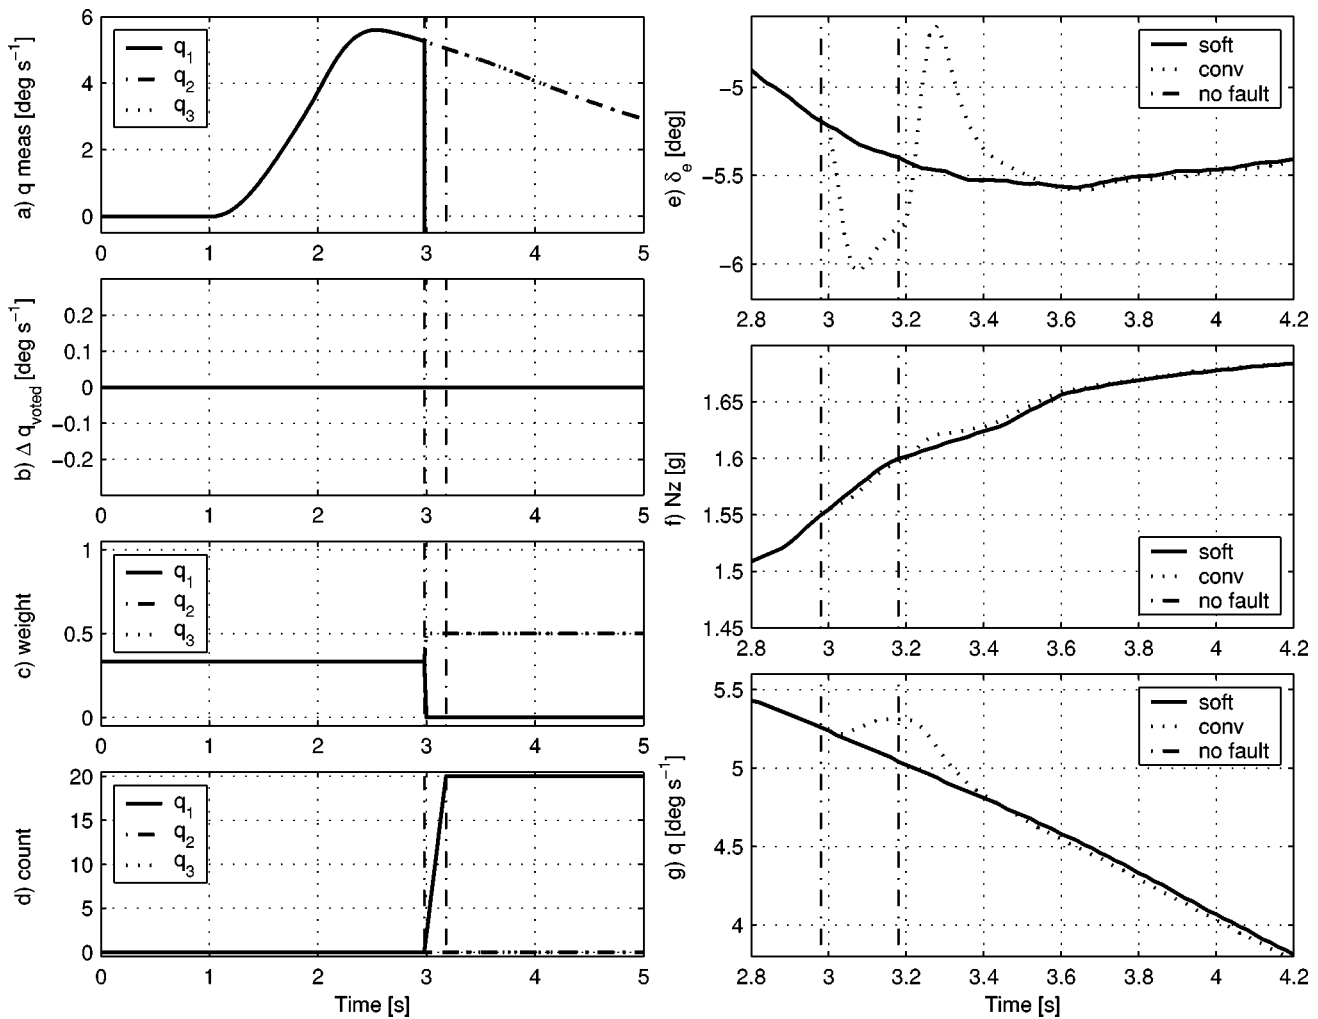 a) q meas [deg s⁻¹]
6
4
2
0
q₁
q₂
q₃
0 1 2 3 4 5
b) Δ q_voted [deg s⁻¹]
0.2
0.1
0
−0.1
−0.2
0 1 2 3 4 5
c) weight
1
0.5
0
q₁
q₂
q₃
0 1 2 3 4 5
d) count
20
15
10
5
0
q₁
q₂
q₃
0 1 2 3 4 5
Time [s]
e) δ_e [deg]
−5
−5.5
−6
soft
conv
no fault
2.8 3 3.2 3.4 3.6 3.8 4 4.2
f) Nz [g]
1.65
1.6
1.55
1.5
1.45
soft
conv
no fault
2.8 3 3.2 3.4 3.6 3.8 4 4.2
g) q [deg s⁻¹]
5.5
5
4.5
4
soft
conv
no fault
2.8 3 3.2 3.4 3.6 3.8 4 4.2
Time [s]